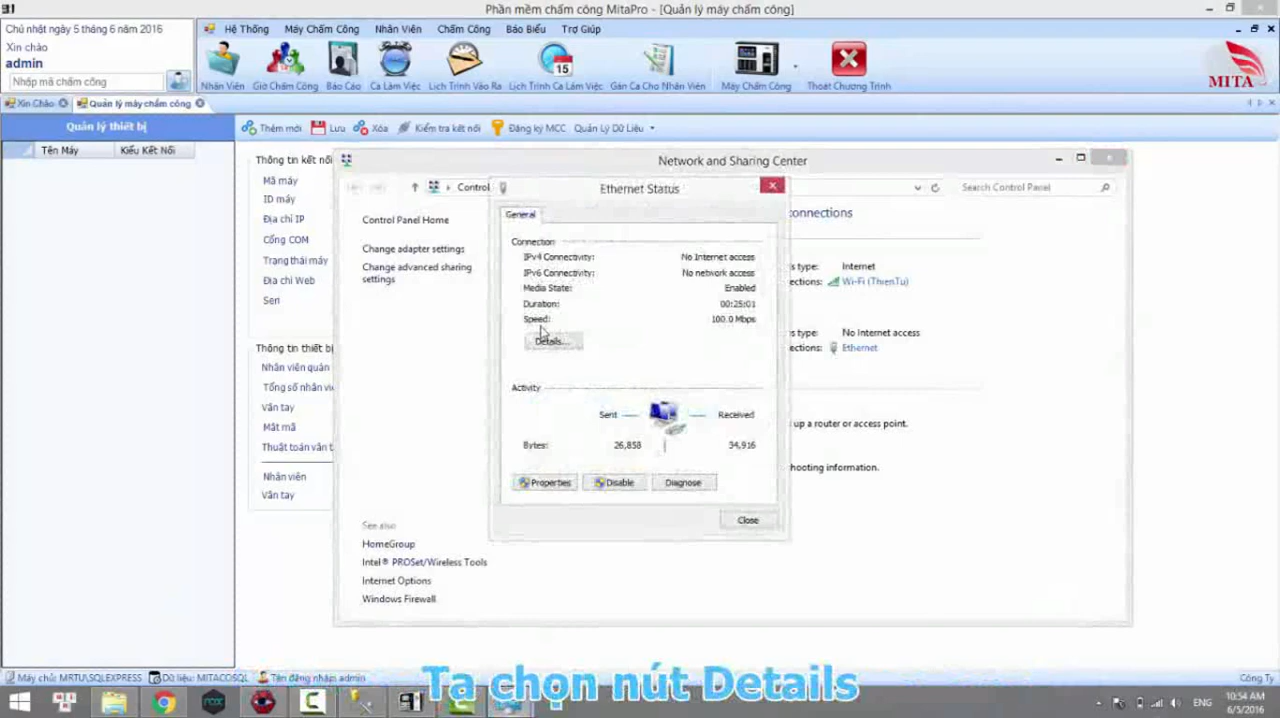 Phần mềm chấm công MitaPro - [Quản lý máy chấm công]
Chủ nhật ngày 5 tháng 6 năm 2016
Xin chào
admin
Nhập mã chấm công
Hệ Thống Máy Chấm Công Nhân Viên Chấm Công Báo Biểu Trợ Giúp
Nhân Viên Giờ Chấm Công Báo Cáo Ca Làm Việc Lịch Trình Vào Ra Lịch Trình Ca Làm Việc Gán Ca Cho Nhân Viên Máy Chấm Công Thoát Chương Trình
15
MITA
Xin Chào Quản lý máy chấm công
Quản lý thiết bị
Tên Máy Kiểu Kết Nối
Thêm mới Lưu Xóa Kiểm tra kết nối Đăng ký MCC Quản Lý Dữ Liệu
Thông tin kết nối
Mã máy
ID máy
Địa chỉ IP
Cổng COM
Trạng thái máy
Địa chỉ Web
Seri
Thông tin thiết bị
Nhân viên quản
Tổng số nhân viê
Vân tay
Mật mã
Thuật toán vân t
Nhân viên
Vân tay
Network and Sharing Center
Control
Search Control Panel
Control Panel Home
Change adapter settings
Change advanced sharing
settings
See also
HomeGroup
Intel® PROSet/Wireless Tools
Internet Options
Windows Firewall
connections
s type: Internet
ections: Wi-Fi (ThienTu)
s type: No Internet access
ections: Ethernet
up a router or access point.
hooting information.
Ethernet Status
General
Connection
IPv4 Connectivity: No Internet access
IPv6 Connectivity: No network access
Media State: Enabled
Duration: 00:25:01
Speed: 100.0 Mbps
Details...
Activity
Sent Received
Bytes: 26,858 34,916
Properties Disable Diagnose
Close
Máy chủ: MRTU\SQLEXPRESS Dữ liệu: MITACOSQL Tên đăng nhập: admin
Công Ty
Ta chọn nút Details
nox
ENG
10:54 AM
6/5/2016